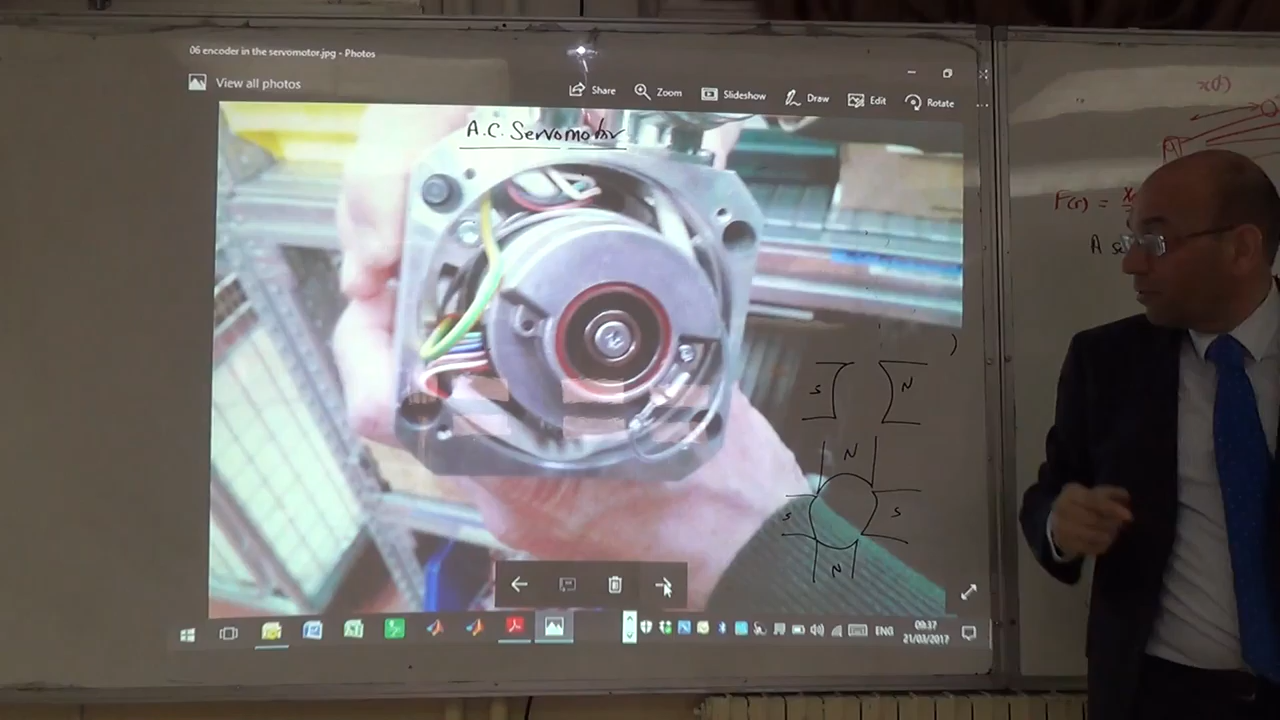 06 encoder in the servomotor.jpg - Photos
View all photos
Share Zoom Slideshow Draw Edit Rotate ...
A.C. Servomotor
x(t)
A
S N
N
S S
N
ENG
09:37
21/03/2017